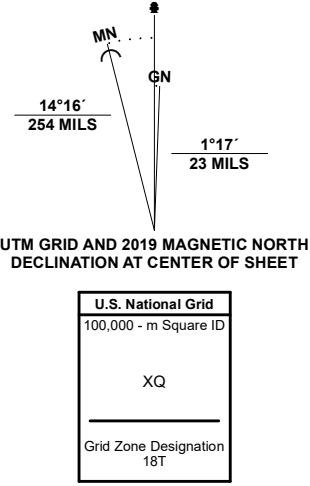 MN
GN
14°16´
254 MILS
1°17´
23 MILS
UTM GRID AND 2019 MAGNETIC NORTH
DECLINATION AT CENTER OF SHEET
U.S. National Grid
100,000 - m Square ID
XQ
Grid Zone Designation
18T